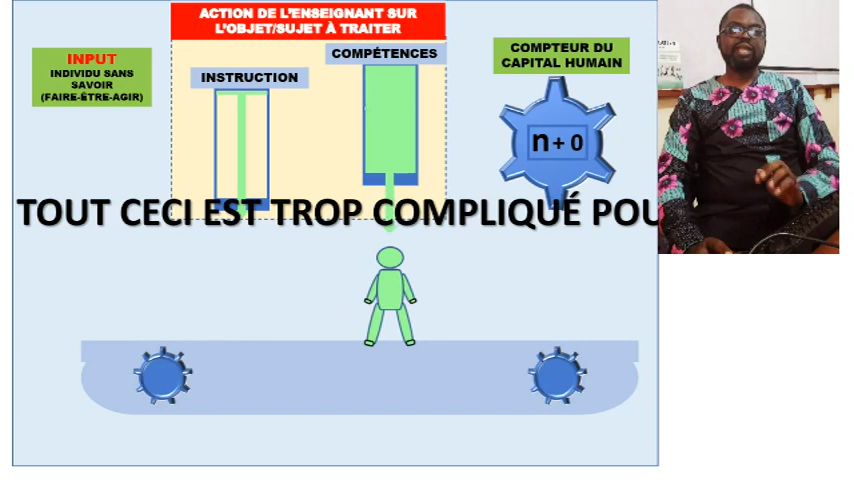 ACTION DE L'ENSEIGNANT SUR
L'OBJET/SUJET À TRAITER
INPUT
INDIVIDU SANS
SAVOIR
(FAIRE-ÊTRE-AGIR)
INSTRUCTION
COMPÉTENCES
COMPTEUR DU
CAPITAL HUMAIN
n+0
TOUT CECI EST TROP COMPLIQUÉ POU